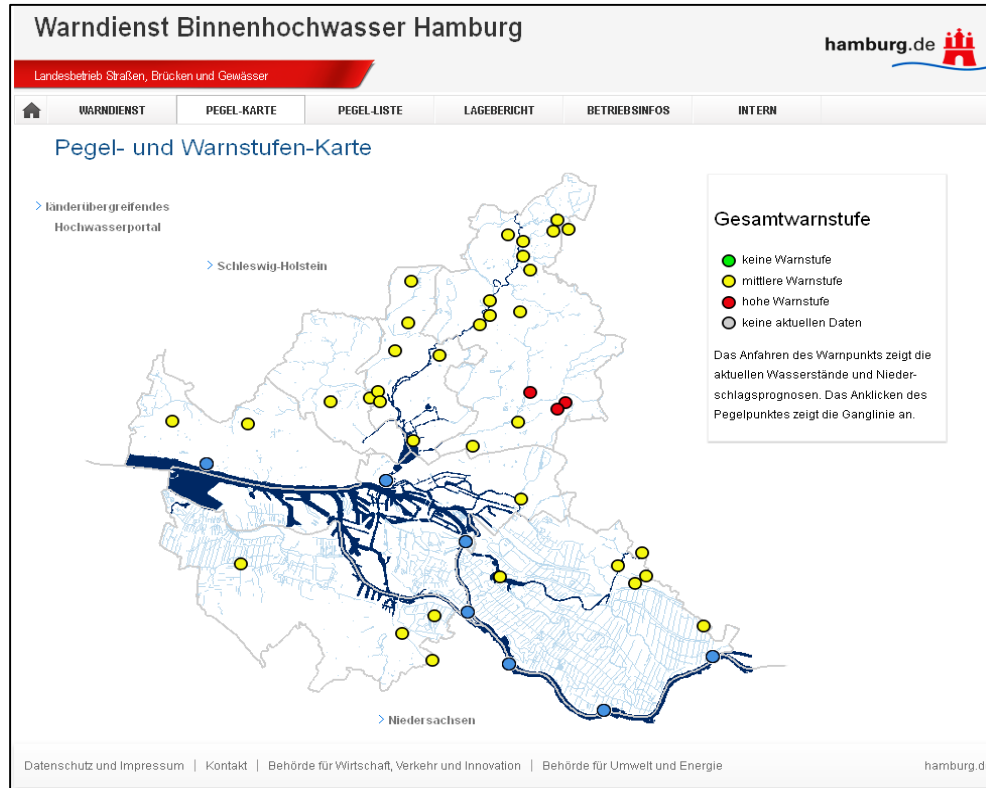 Warndienst Binnenhochwasser Hamburg
hamburg.de
Landesbetrieb Straßen, Brücken und Gewässer
WARNDIENST PEGEL-KARTE PEGEL-LISTE LAGEBERICHT BETRIEBSINFOS INTERN
Pegel- und Warnstufen-Karte
> länderübergreifendes
Hochwasserportal
> Schleswig-Holstein
Gesamtwarnstufe
keine Warnstufe
mittlere Warnstufe
hohe Warnstufe
keine aktuellen Daten
Das Anfahren des Warnpunkts zeigt die
aktuellen Wasserstände und Nieder-
schlagsprognosen. Das Anklicken des
Pegelpunktes zeigt die Ganglinie an.
> Niedersachsen
Datenschutz und Impressum | Kontakt | Behörde für Wirtschaft, Verkehr und Innovation | Behörde für Umwelt und Energie hamburg.d